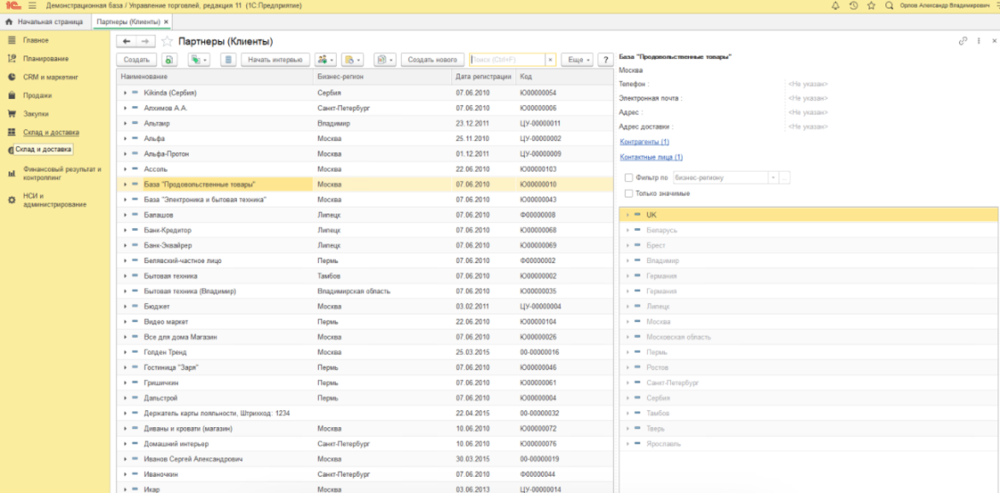 1С Демонстрационная база / Управление торговлей, редакция 11 (1С:Предприятие) Орлов Александр Владимирович
Начальная страница Партнеры (Клиенты) ×
Главное
Планирование
CRM и маркетинг
Продажи
Закупки
Склад и доставка
Склад и доставка
Финансовый результат и
контроллинг
НСИ и
администрирование
Партнеры (Клиенты)
Создать Начать интервью Создать нового Поиск (Ctrl+F) × Еще ?
Наименование Бизнес-регион Дата регистрации Код
Kikinda (Сербия) Сербия 07.06.2010 Ю00000054
Алхимов А.А. Санкт-Петербург 07.06.2010 Ю00000006
Альтаир Владимир 23.12.2011 ЦУ-00000011
Альфа Москва 25.11.2010 ЦУ-00000002
Альфа-Протон Москва 01.12.2011 ЦУ-00000009
Ассоль Москва 22.06.2010 Ю00000103
База "Продовольственные товары" Москва 07.06.2010 Ю00000010
База "Электроника и бытовая техника" Москва 07.06.2010 Ю00000043
Балашов Липецк 07.06.2010 Ф00000008
Банк-Кредитор Липецк 07.06.2010 Ю00000068
Банк-Эквайрер Липецк 07.06.2010 Ю00000069
Белявский-частное лицо Пермь 07.06.2010 Ф00000002
Бытовая техника Тамбов 07.06.2010 Ю00000002
Бытовая техника (Владимир) Владимирская область 07.06.2010 Ю00000035
Бюджет Москва 03.02.2011 ЦУ-00000004
Видео маркет Пермь 22.06.2010 Ю00000104
Все для дома Магазин Москва 07.06.2010 Ю00000026
Голден Тренд Москва 25.03.2015 00-00000016
Гостиница "Заря" Пермь 07.06.2010 Ю00000046
Гришичкин Пермь 07.06.2010 Ю00000061
Дальстрой Пермь 07.06.2010 Ю00000004
Держатель карты лояльности, Штрихкод: 1234 22.04.2015 00-00000032
Диваны и кровати (магазин) Москва 10.06.2010 Ю00000072
Домашний интерьер Санкт-Петербург 10.06.2010 Ю00000076
Иванов Сергей Александрович Москва 30.03.2015 00-00000019
Иваночкин Санкт-Петербург 07.06.2010 Ф00000044
Икар Москва 03.06.2013 ЦУ-00000014
База "Продовольственные товары"
Москва
Телефон : <Не указан>
Электронная почта : <Не указан>
Адрес : <Не указан>
Адрес доставки : <Не указан>
Контрагенты (1)
Контактные лица (1)
Фильтр по бизнес-региону ...
Только значимые
UK
Беларусь
Брест
Владимир
Германия
Германия
Липецк
Москва
Московская область
Пермь
Ростов
Санкт-Петербург
Сербия
Тамбов
Тверь
Ярославль